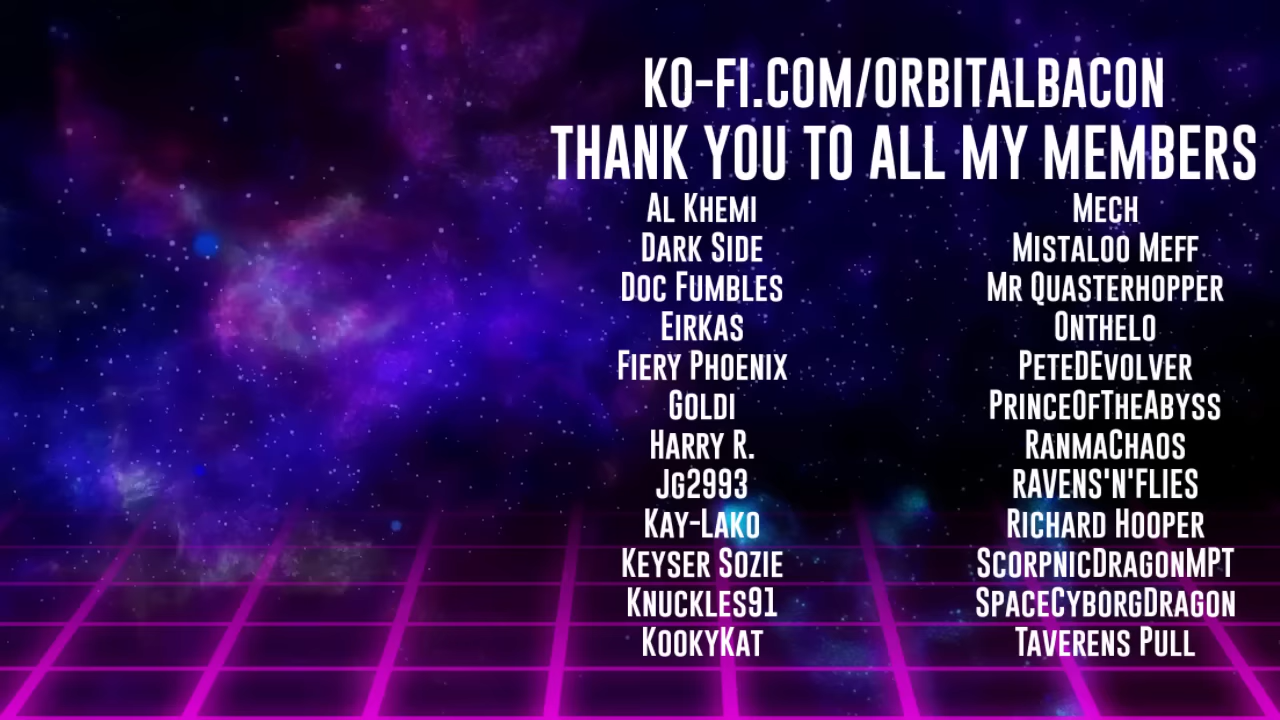 KO-FI.COM/ORBITALBACON
THANK YOU TO ALL MY MEMBERS
Al Khemi
Dark Side
Doc Fumbles
Eirkas
Fiery Phoenix
Goldi
Harry R.
Jg2993
Kay-Lako
Keyser Sozie
Knuckles91
KookyKat
Mech
Mistaloo Meff
Mr Quasterhopper
Onthelo
PeteDEvolver
PrinceOfTheAbyss
RanmaChaos
RAVENS'N'FLIES
Richard Hooper
ScorpnicDragonMPT
SpaceCyborgDragon
Taverens Pull